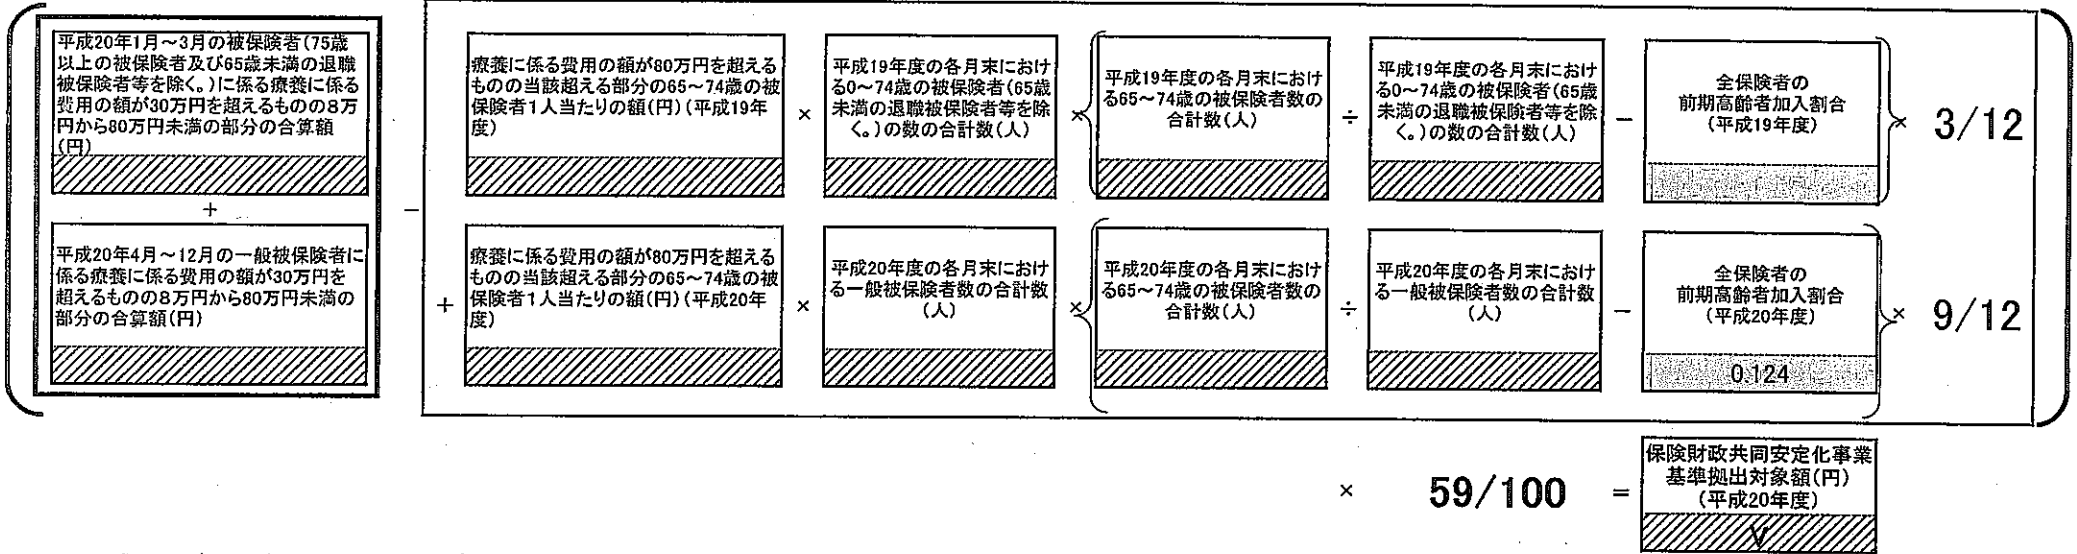 平成20年1月～3月の被保険者(75歳
以上の被保険者及び65歳未満の退職
被保険者等を除く。)に係る療養に係る
費用の額が30万円を超えるものの8万
円から80万円未満の部分の合算額
(円)
－
療養に係る費用の額が80万円を超える
ものの当該超える部分の65～74歳の被
保険者1人当たりの額(円)(平成19年
度)
×
平成19年度の各月末におけ
る0～74歳の被保険者(65歳
未満の退職被保険者等を除
く。)の数の合計数(人)
×
平成19年度の各月末におけ
る65～74歳の被保険者数の
合計数(人)
÷
平成19年度の各月末におけ
る0～74歳の被保険者(65歳
未満の退職被保険者等を除
く。)の数の合計数(人)
－
全保険者の
前期高齢者加入割合
(平成19年度)
× 3/12
＋
平成20年4月～12月の一般被保険者に
係る療養に係る費用の額が30万円を
超えるものの8万円から80万円未満の
部分の合算額(円)
＋
療養に係る費用の額が80万円を超える
ものの当該超える部分の65～74歳の被
保険者1人当たりの額(円)(平成20年
度)
×
平成20年度の各月末におけ
る一般被保険者数の合計数
(人)
×
平成20年度の各月末におけ
る65～74歳の被保険者数の
合計数(人)
÷
平成20年度の各月末におけ
る一般被保険者数の合計数
(人)
－
全保険者の
前期高齢者加入割合
(平成20年度)
0.124
× 9/12
× 59/100 ＝
保険財政共同安定化事業
基準拠出対象額(円)
(平成20年度)
V